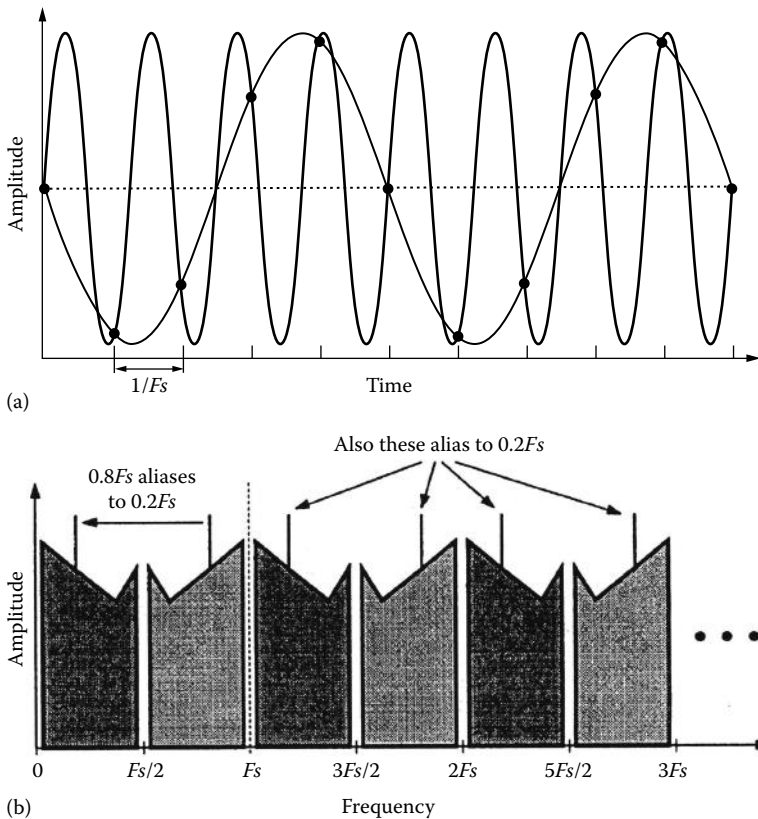 Amplitude
1/Fs
Time
(a)
Also these alias to 0.2Fs
0.8Fs aliases
to 0.2Fs
Amplitude
0
Fs/2
Fs
3Fs/2
2Fs
5Fs/2
3Fs
(b)
Frequency